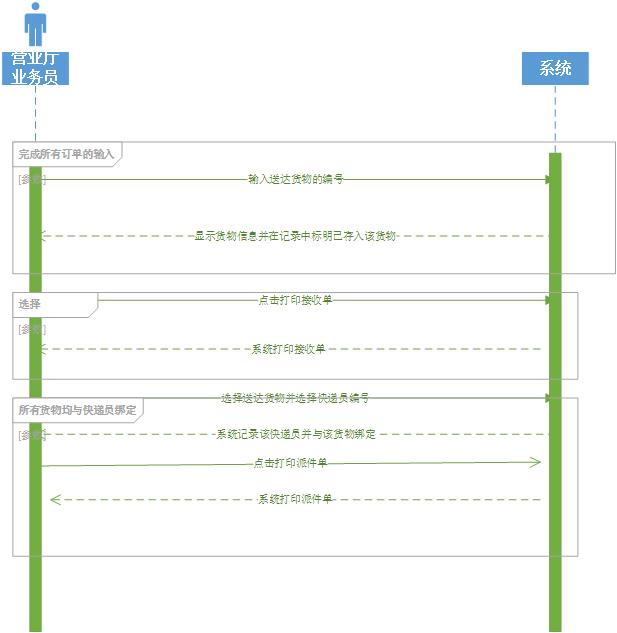 营业厅
业务员
系统
完成所有订单的输入
[参数]
输入送达货物的编号
显示货物信息并在记录中标明已存入该货物
选择
点击打印接收单
[参数]
系统打印接收单
选择送达货物并选择快递员编号
所有货物均与快递员绑定
[参数]
系统记录该快递员并与该货物绑定
点击打印派件单
系统打印派件单